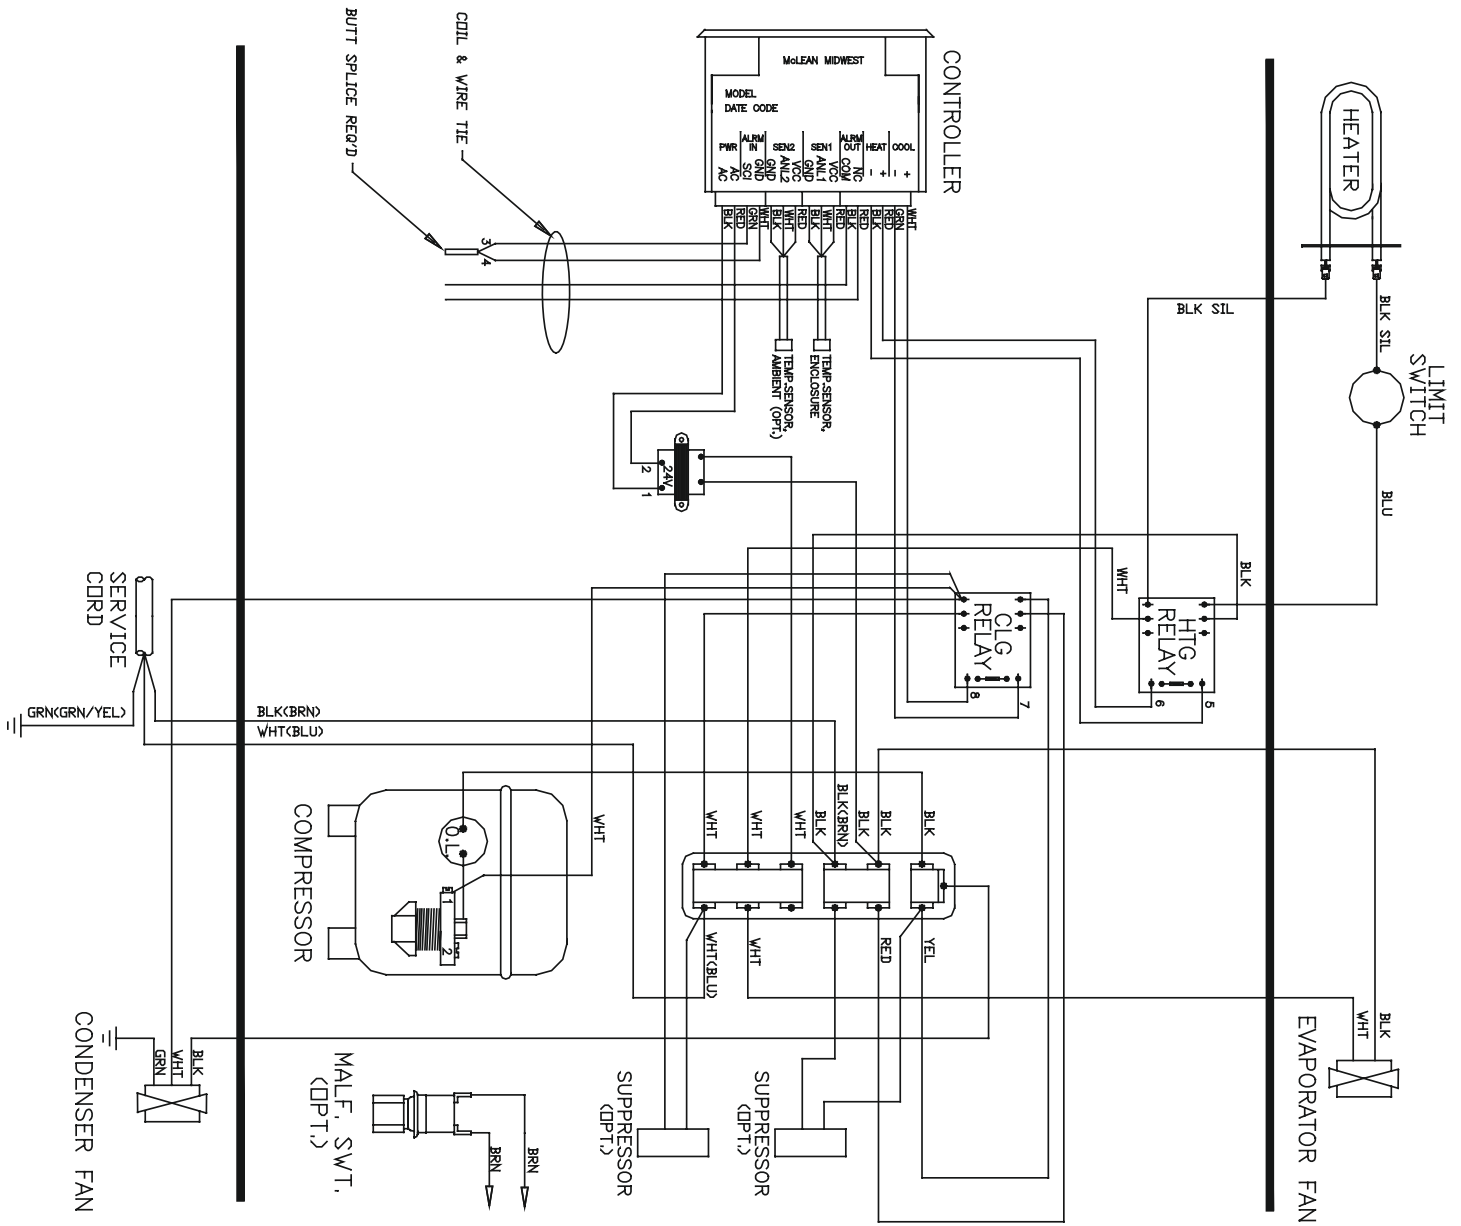 McLEAN MIDWEST
MODEL
DATE CODE
PWR
ALRM
IN
SEN2
SEN1
ALRM
OUT
HEAT
COOL
AC
AC
SCI
GND
GND
ANL2
VCC
GND
ANL1
VCC
COM
NC
-
+
-
+
BLK
RED
GRN
WHT
BLK
WHT
RED
BLK
WHT
RED
BLK
RED
BLK
RED
GRN
WHT
CONTROLLER
COIL & WIRE TIE
BUTT SPLICE REQ'D
3
4
TEMP.SENSOR,
AMBIENT (OPT.)
TEMP.SENSOR,
ENCLOSURE
24V
2
1
HEATER
BLK SIL
BLK SIL
LIMIT
SWITCH
BLU
BLK
WHT
HTG
RELAY
5
6
CLG
RELAY
7
8
SERVICE
CORD
GRN(GRN/YEL)
BLK(BRN)
WHT(BLU)
COMPRESSOR
O.L.
1
2
WHT
WHT
WHT
WHT
BLK
BLK(BRN)
BLK
BLK
BLK
WHT(BLU)
WHT
RED
YEL
CONDENSER FAN
GRN
WHT
BLK
MALF. SWT.
(OPT.)
BRN
BRN
SUPPRESSOR
(OPT.)
SUPPRESSOR
(OPT.)
EVAPORATOR FAN
WHT
BLK